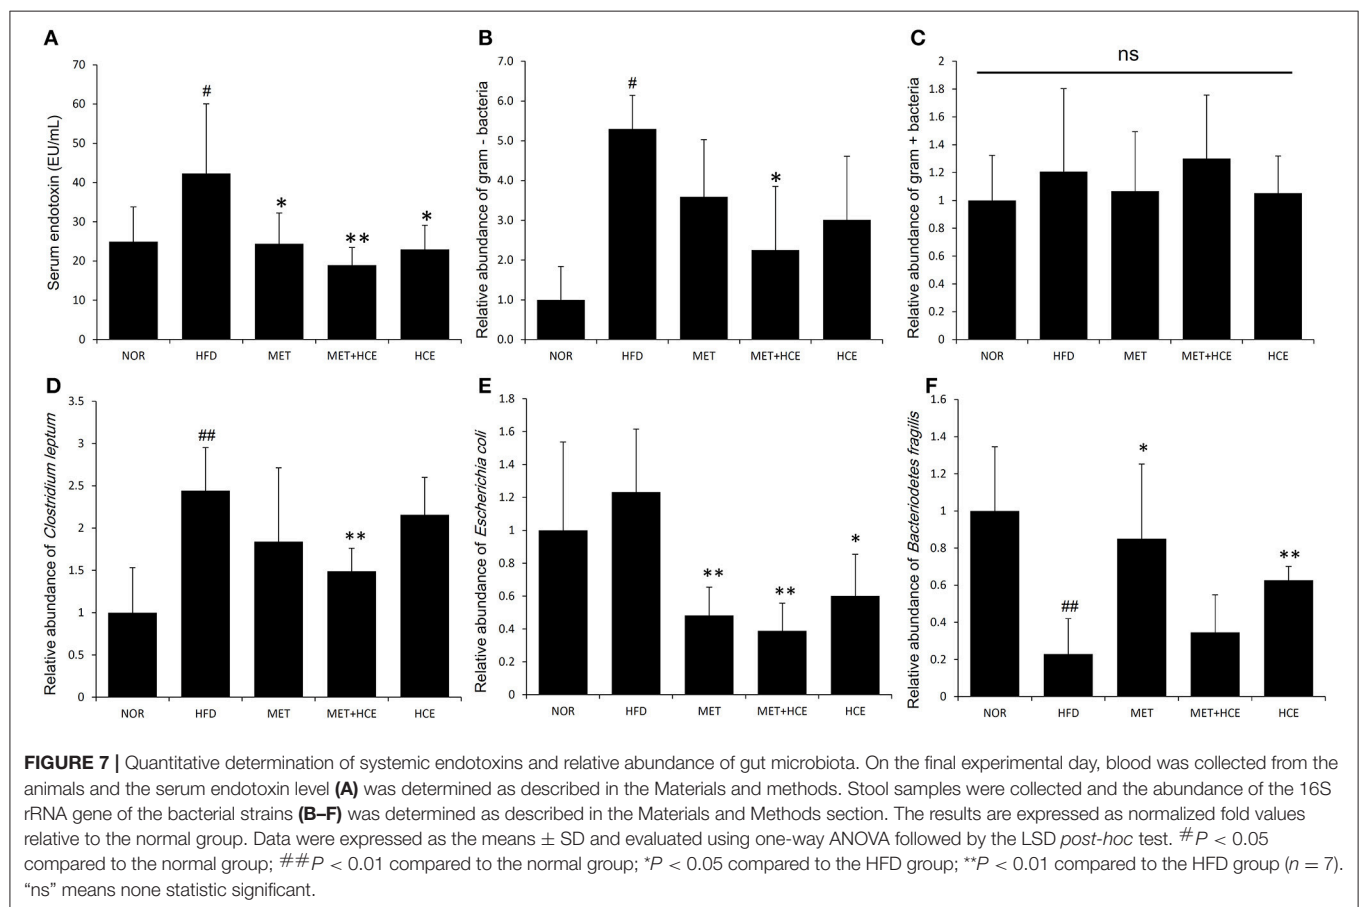 A
Serum endotoxin (EU/mL)
70
60
50
40
30
20
10
0
#
*
**
*
NOR HFD MET MET+HCE HCE
B
Relative abundance of gram - bacteria
7.0
6.0
5.0
4.0
3.0
2.0
1.0
0.0
#
*
NOR HFD MET MET+HCE HCE
C
Relative abundance of gram + bacteria
2
1.8
1.6
1.4
1.2
1
0.8
0.6
0.4
0.2
0
ns
NOR HFD MET MET+HCE HCE
D
Relative abundance of Clostridium leptum
3.5
3
2.5
2
1.5
1
0.5
0
##
**
NOR HFD MET MET+HCE HCE
E
Relative abundance of Escherichia coli
1.8
1.6
1.4
1.2
1
0.8
0.6
0.4
0.2
0
**
**
*
NOR HFD MET MET+HCE HCE
F
Relative abundance of Bacteriodetes fragilis
1.6
1.4
1.2
1
0.8
0.6
0.4
0.2
0
##
*
**
NOR HFD MET MET+HCE HCE
FIGURE 7 | Quantitative determination of systemic endotoxins and relative abundance of gut microbiota. On the final experimental day, blood was collected from the
animals and the serum endotoxin level (A) was determined as described in the Materials and methods. Stool samples were collected and the abundance of the 16S
rRNA gene of the bacterial strains (B–F) was determined as described in the Materials and Methods section. The results are expressed as normalized fold values
relative to the normal group. Data were expressed as the means ± SD and evaluated using one-way ANOVA followed by the LSD post-hoc test. #P < 0.05
compared to the normal group; ##P < 0.01 compared to the normal group; *P < 0.05 compared to the HFD group; **P < 0.01 compared to the HFD group (n = 7).
“ns” means none statistic significant.